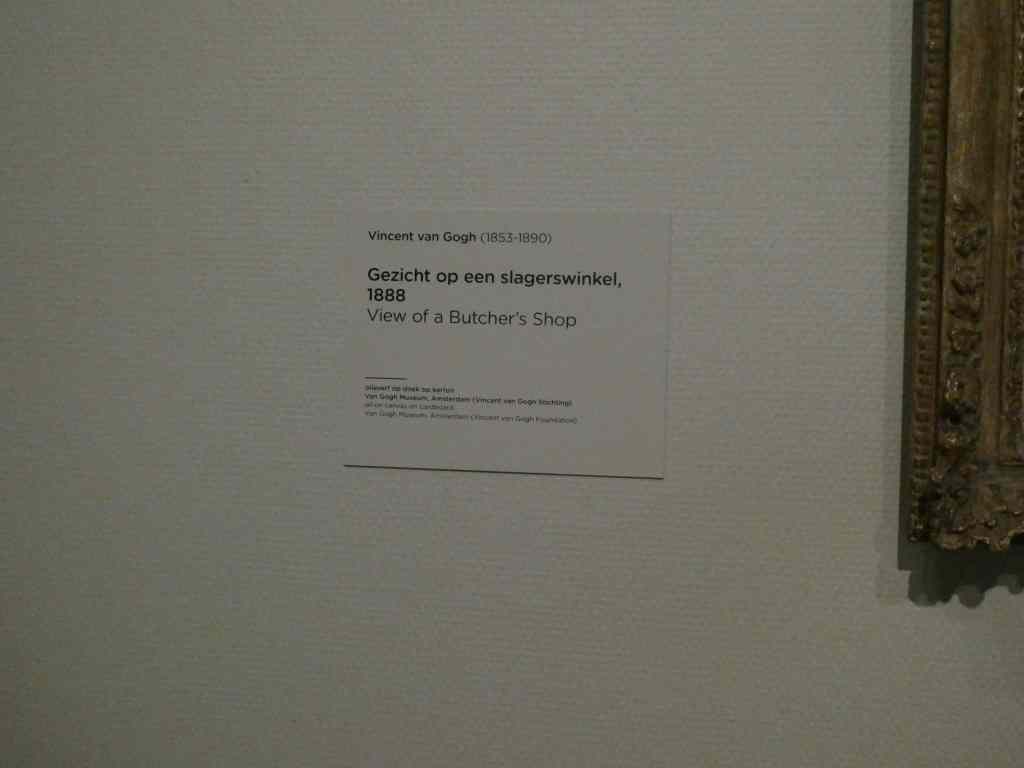 Vincent van Gogh (1853-1890)
Gezicht op een slagerswinkel,
1888
View of a Butcher's Shop
olieverf op doek op karton
Van Gogh Museum, Amsterdam (Vincent van Gogh Stichting)
oil on canvas on cardboard
Van Gogh Museum, Amsterdam (Vincent van Gogh Foundation)